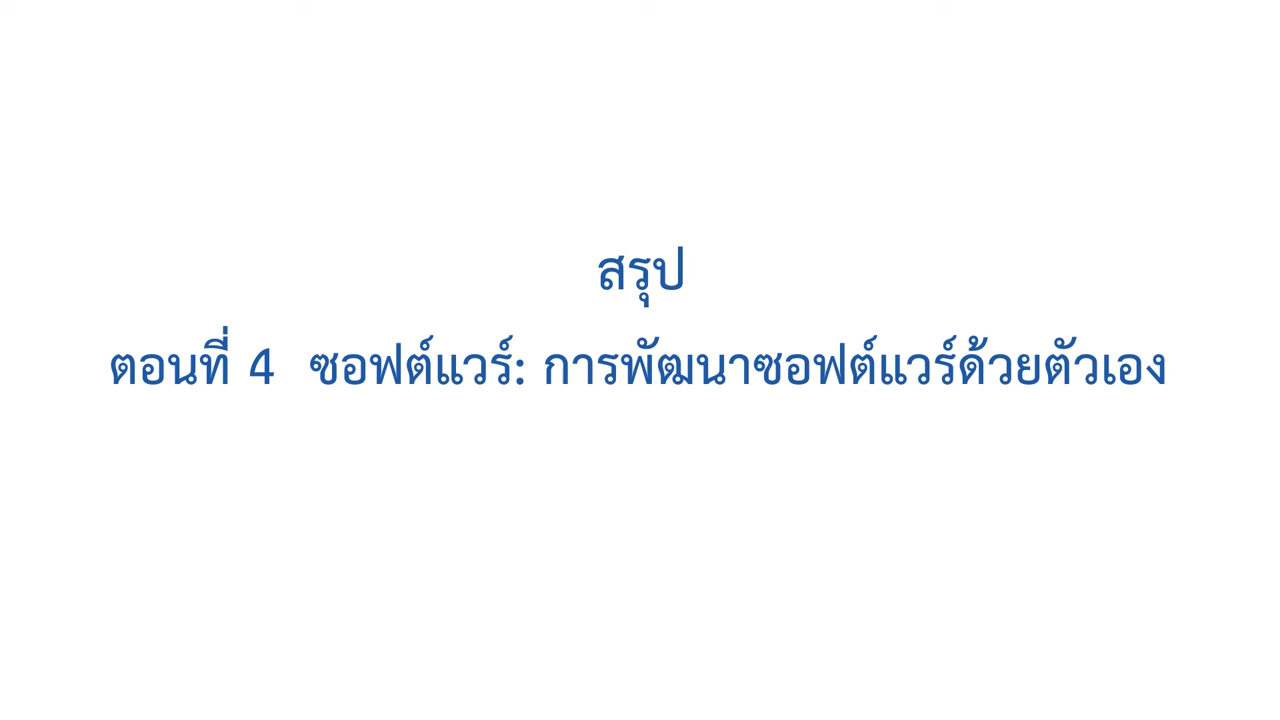 สรุป
ตอนที่ 4 ซอฟต์แวร์: การพัฒนาซอฟต์แวร์ด้วยตัวเอง